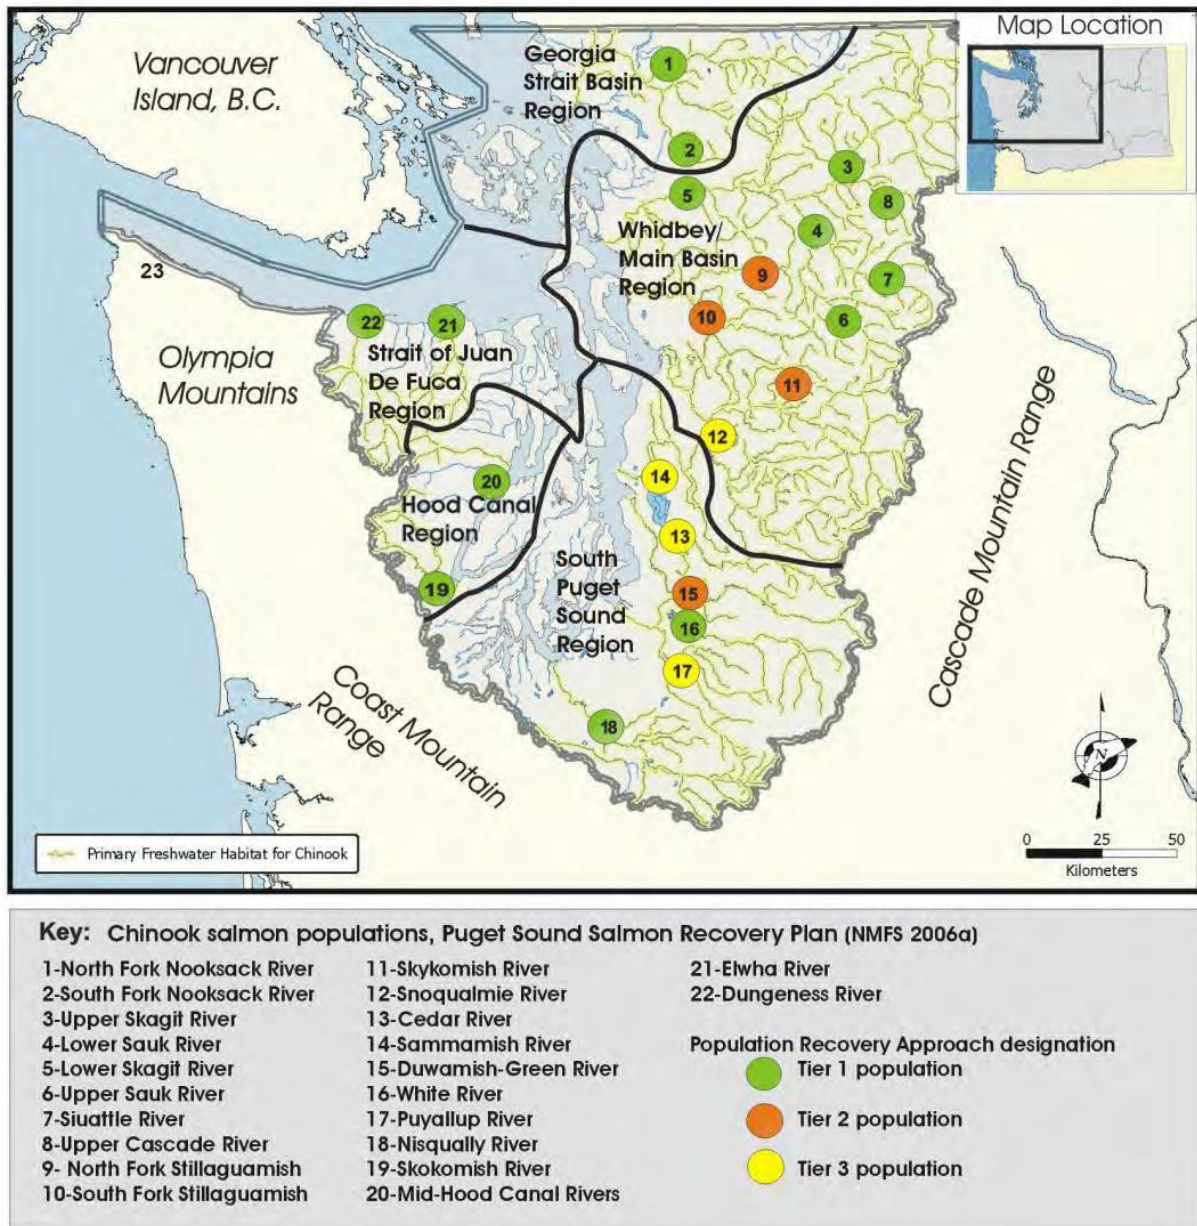 Map Location
Vancouver
Island, B.C.
Georgia
Strait Basin
Region
1
2
3
5
8
4
Whidbey/
Main Basin
Region
9
7
23
10
6
22
21
Olympia
Mountains
Strait of Juan
De Fuca
Region
11
12
14
20
Hood Canal
Region
13
South
Puget
Sound
Region
19
15
16
17
18
Cascade Mountain Range
Coast Mountain
Range
N
Primary Freshwater Habitat for Chinook
0 25 50
Kilometers
Key: Chinook salmon populations, Puget Sound Salmon Recovery Plan (NMFS 2006a)
1-North Fork Nooksack River
2-South Fork Nooksack River
3-Upper Skagit River
4-Lower Sauk River
5-Lower Skagit River
6-Upper Sauk River
7-Siuattle River
8-Upper Cascade River
9- North Fork Stillaguamish
10-South Fork Stillaguamish
11-Skykomish River
12-Snoqualmie River
13-Cedar River
14-Sammamish River
15-Duwamish-Green River
16-White River
17-Puyallup River
18-Nisqually River
19-Skokomish River
20-Mid-Hood Canal Rivers
21-Elwha River
22-Dungeness River
Population Recovery Approach designation
Tier 1 population
Tier 2 population
Tier 3 population